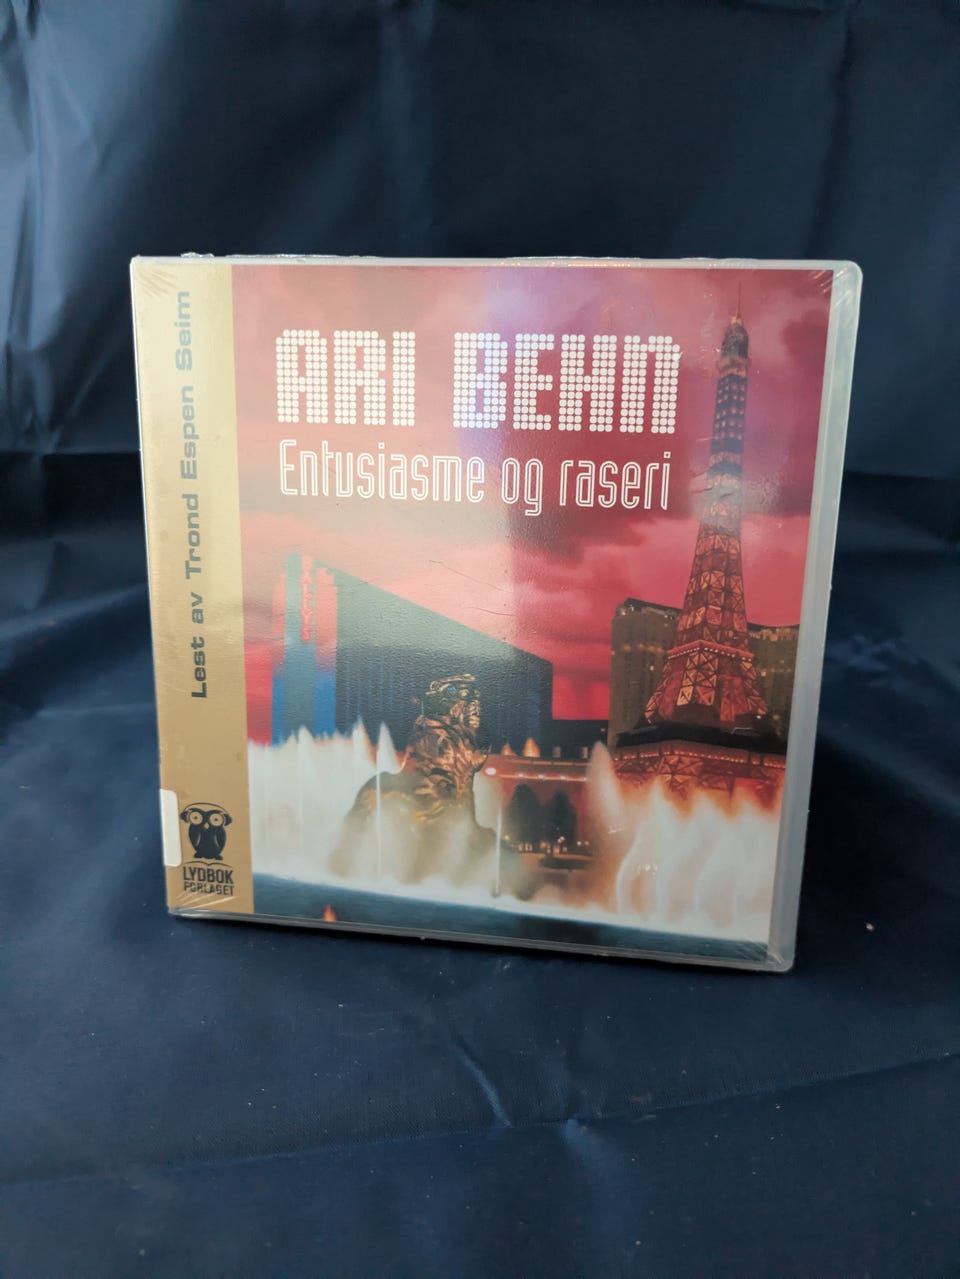 ARI BEHN
Entusiasme og raseri
Lest av Trond Espen Seim
LYDBOK
FORLAGET